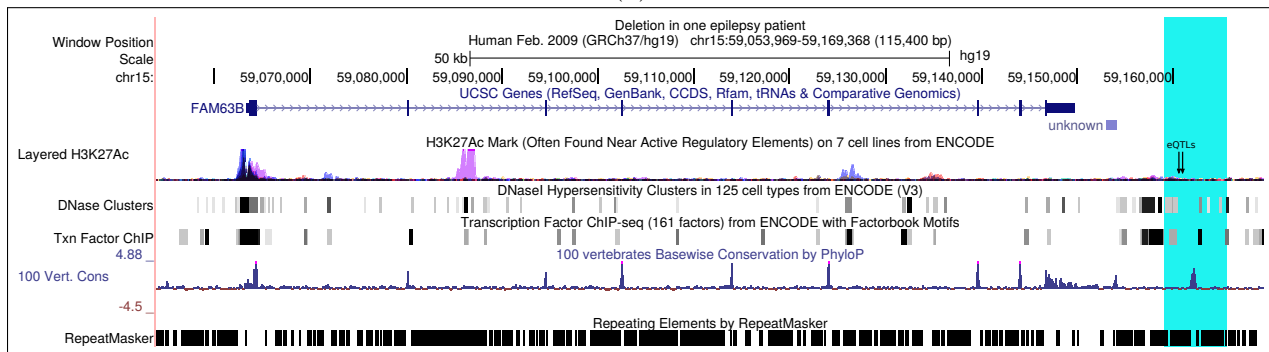 Deletion in one epilepsy patient
Window Position Human Feb. 2009 (GRCh37/hg19) chr15:59,053,969-59,169,368 (115,400 bp)
Scale 50 kb hg19
chr15: 59,070,000 59,080,000 59,090,000 59,100,000 59,110,000 59,120,000 59,130,000 59,140,000 59,150,000 59,160,000
UCSC Genes (RefSeq, GenBank, CCDS, Rfam, tRNAs & Comparative Genomics)
FAM63B
unknown
H3K27Ac Mark (Often Found Near Active Regulatory Elements) on 7 cell lines from ENCODE
Layered H3K27Ac
eQTLs
DNaseI Hypersensitivity Clusters in 125 cell types from ENCODE (V3)
DNase Clusters
Transcription Factor ChIP-seq (161 factors) from ENCODE with Factorbook Motifs
Txn Factor ChIP
4.88 _
100 vertebrates Basewise Conservation by PhyloP
100 Vert. Cons
-4.5 _
Repeating Elements by RepeatMasker
RepeatMasker